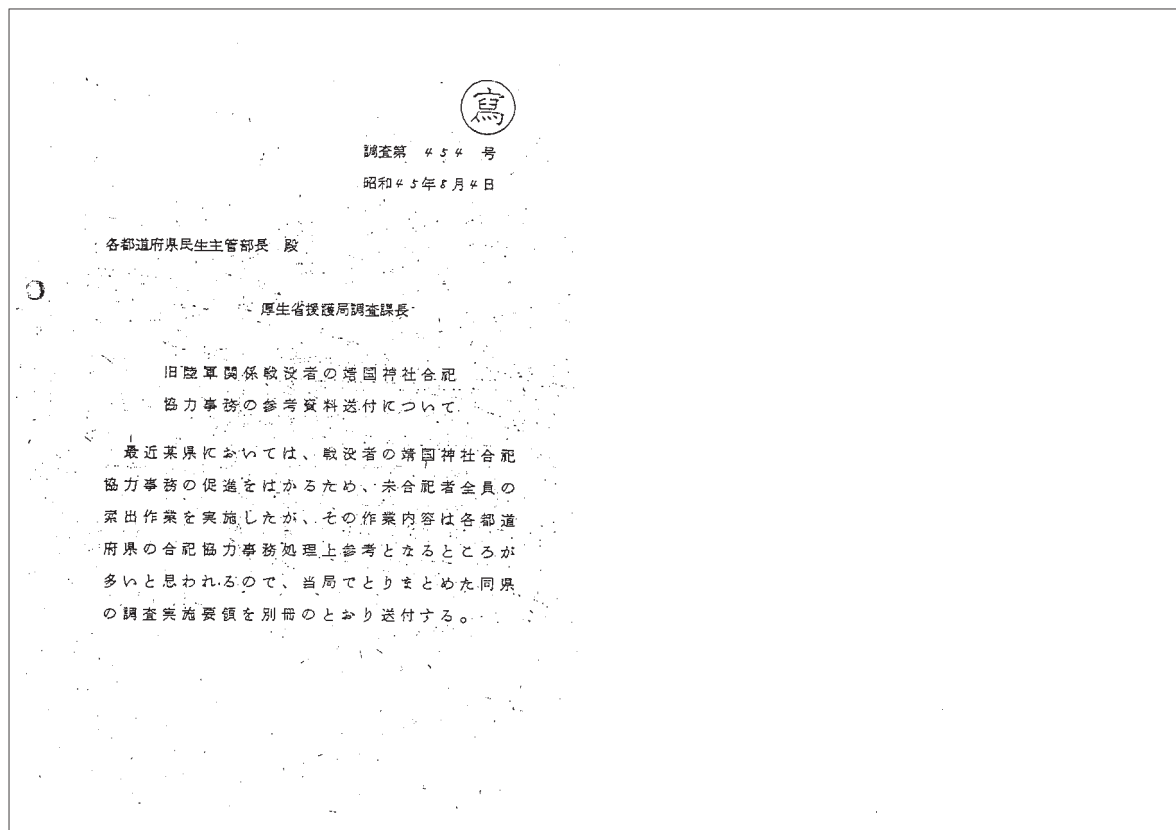 寫
調査第 454 号
昭和45年8月4日
各都道府県民生主管部長 殿
厚生省援護局調査課長
旧陸軍関係戦没者の靖国神社合祀
協力事務の参考資料送付について
最近某県においては、戦没者の靖国神社合祀
協力事務の促進をはかるため、未合祀者全員の
索出作業を実施したが、その作業内容は各都道
府県の合祀協力事務処理上参考となるところが
多いと思われるので、当局でとりまとめた同県
の調査実施要領を別冊のとおり送付する。